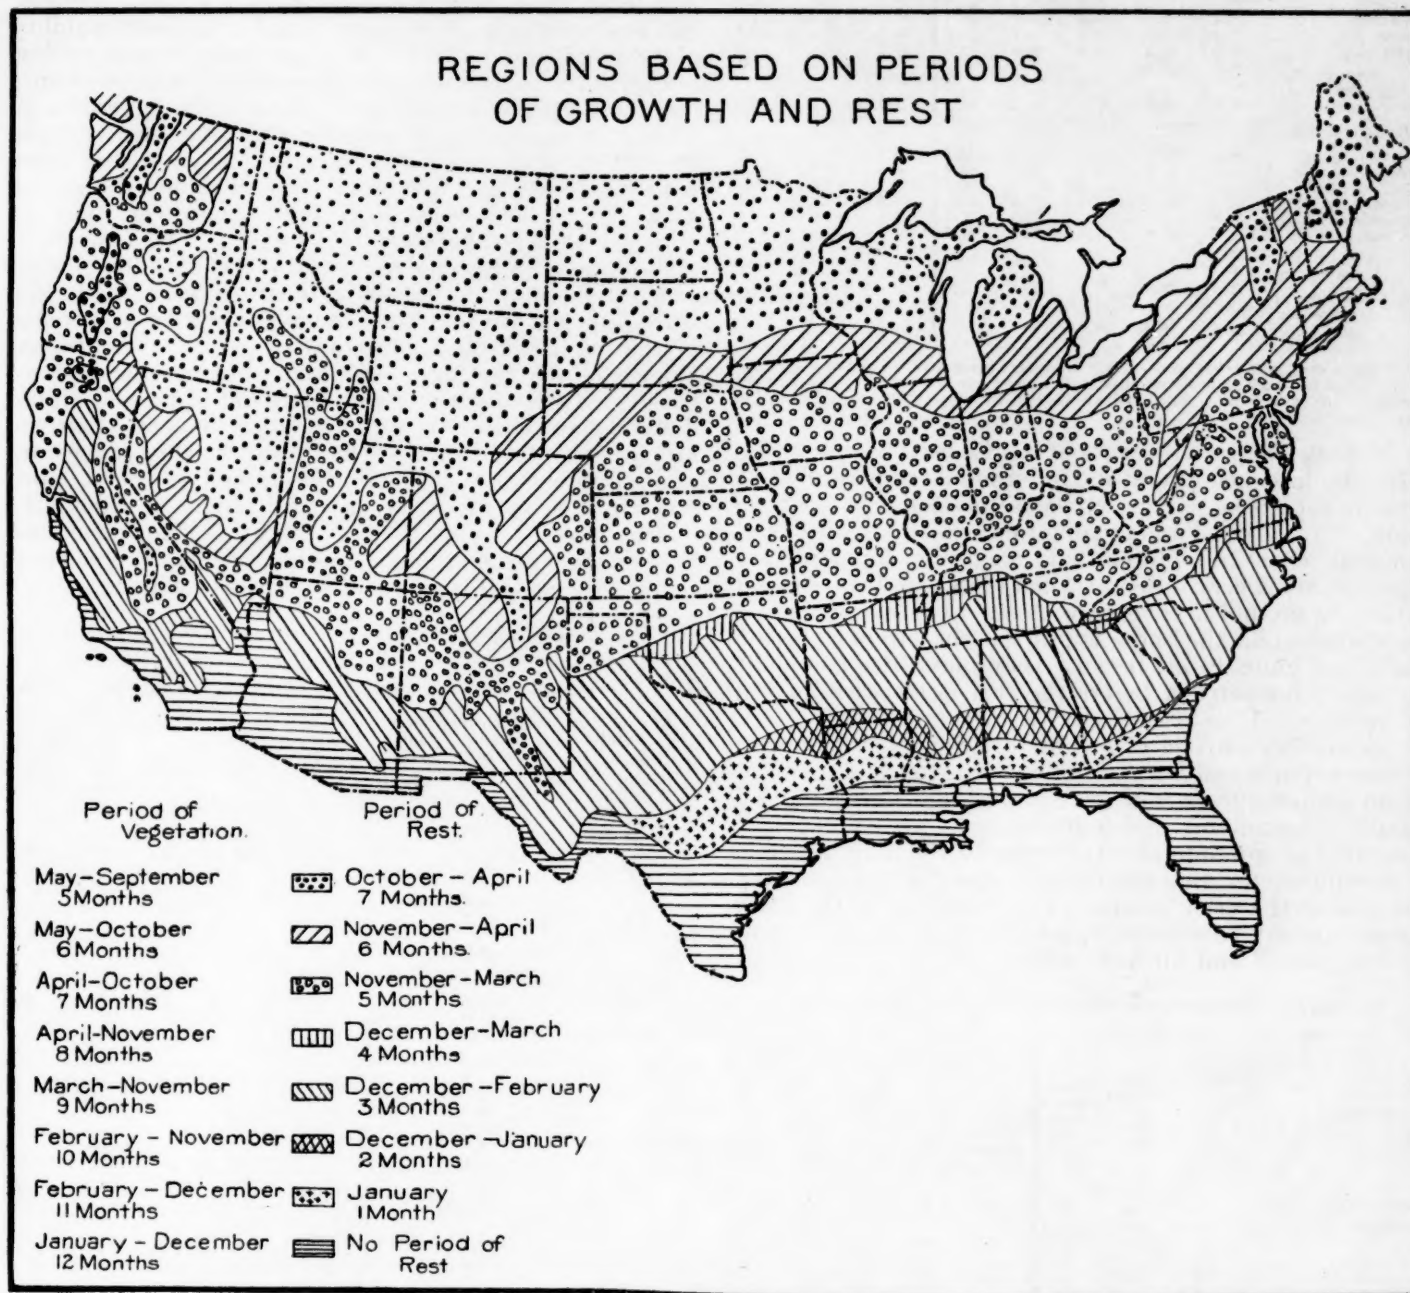 REGIONS BASED ON PERIODS
OF GROWTH AND REST
Period of
Vegetation.
Period of
Rest.
May-September
5 Months
October-April
7 Months.
May-October
6 Months
November-April
6 Months.
April-October
7 Months
November-March
5 Months
April-November
8 Months
December-March
4 Months
March-November
9 Months
December-February
3 Months
February-November
10 Months
December-January
2 Months
February-December
11 Months
January
1 Month
January-December
12 Months
No Period of
Rest